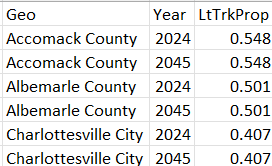 Geo Year LtTrkProp
Accomack County 2024 0.548
Accomack County 2045 0.548
Albemarle County 2024 0.501
Albemarle County 2045 0.501
Charlottesville City 2024 0.407
Charlottesville City 2045 0.407